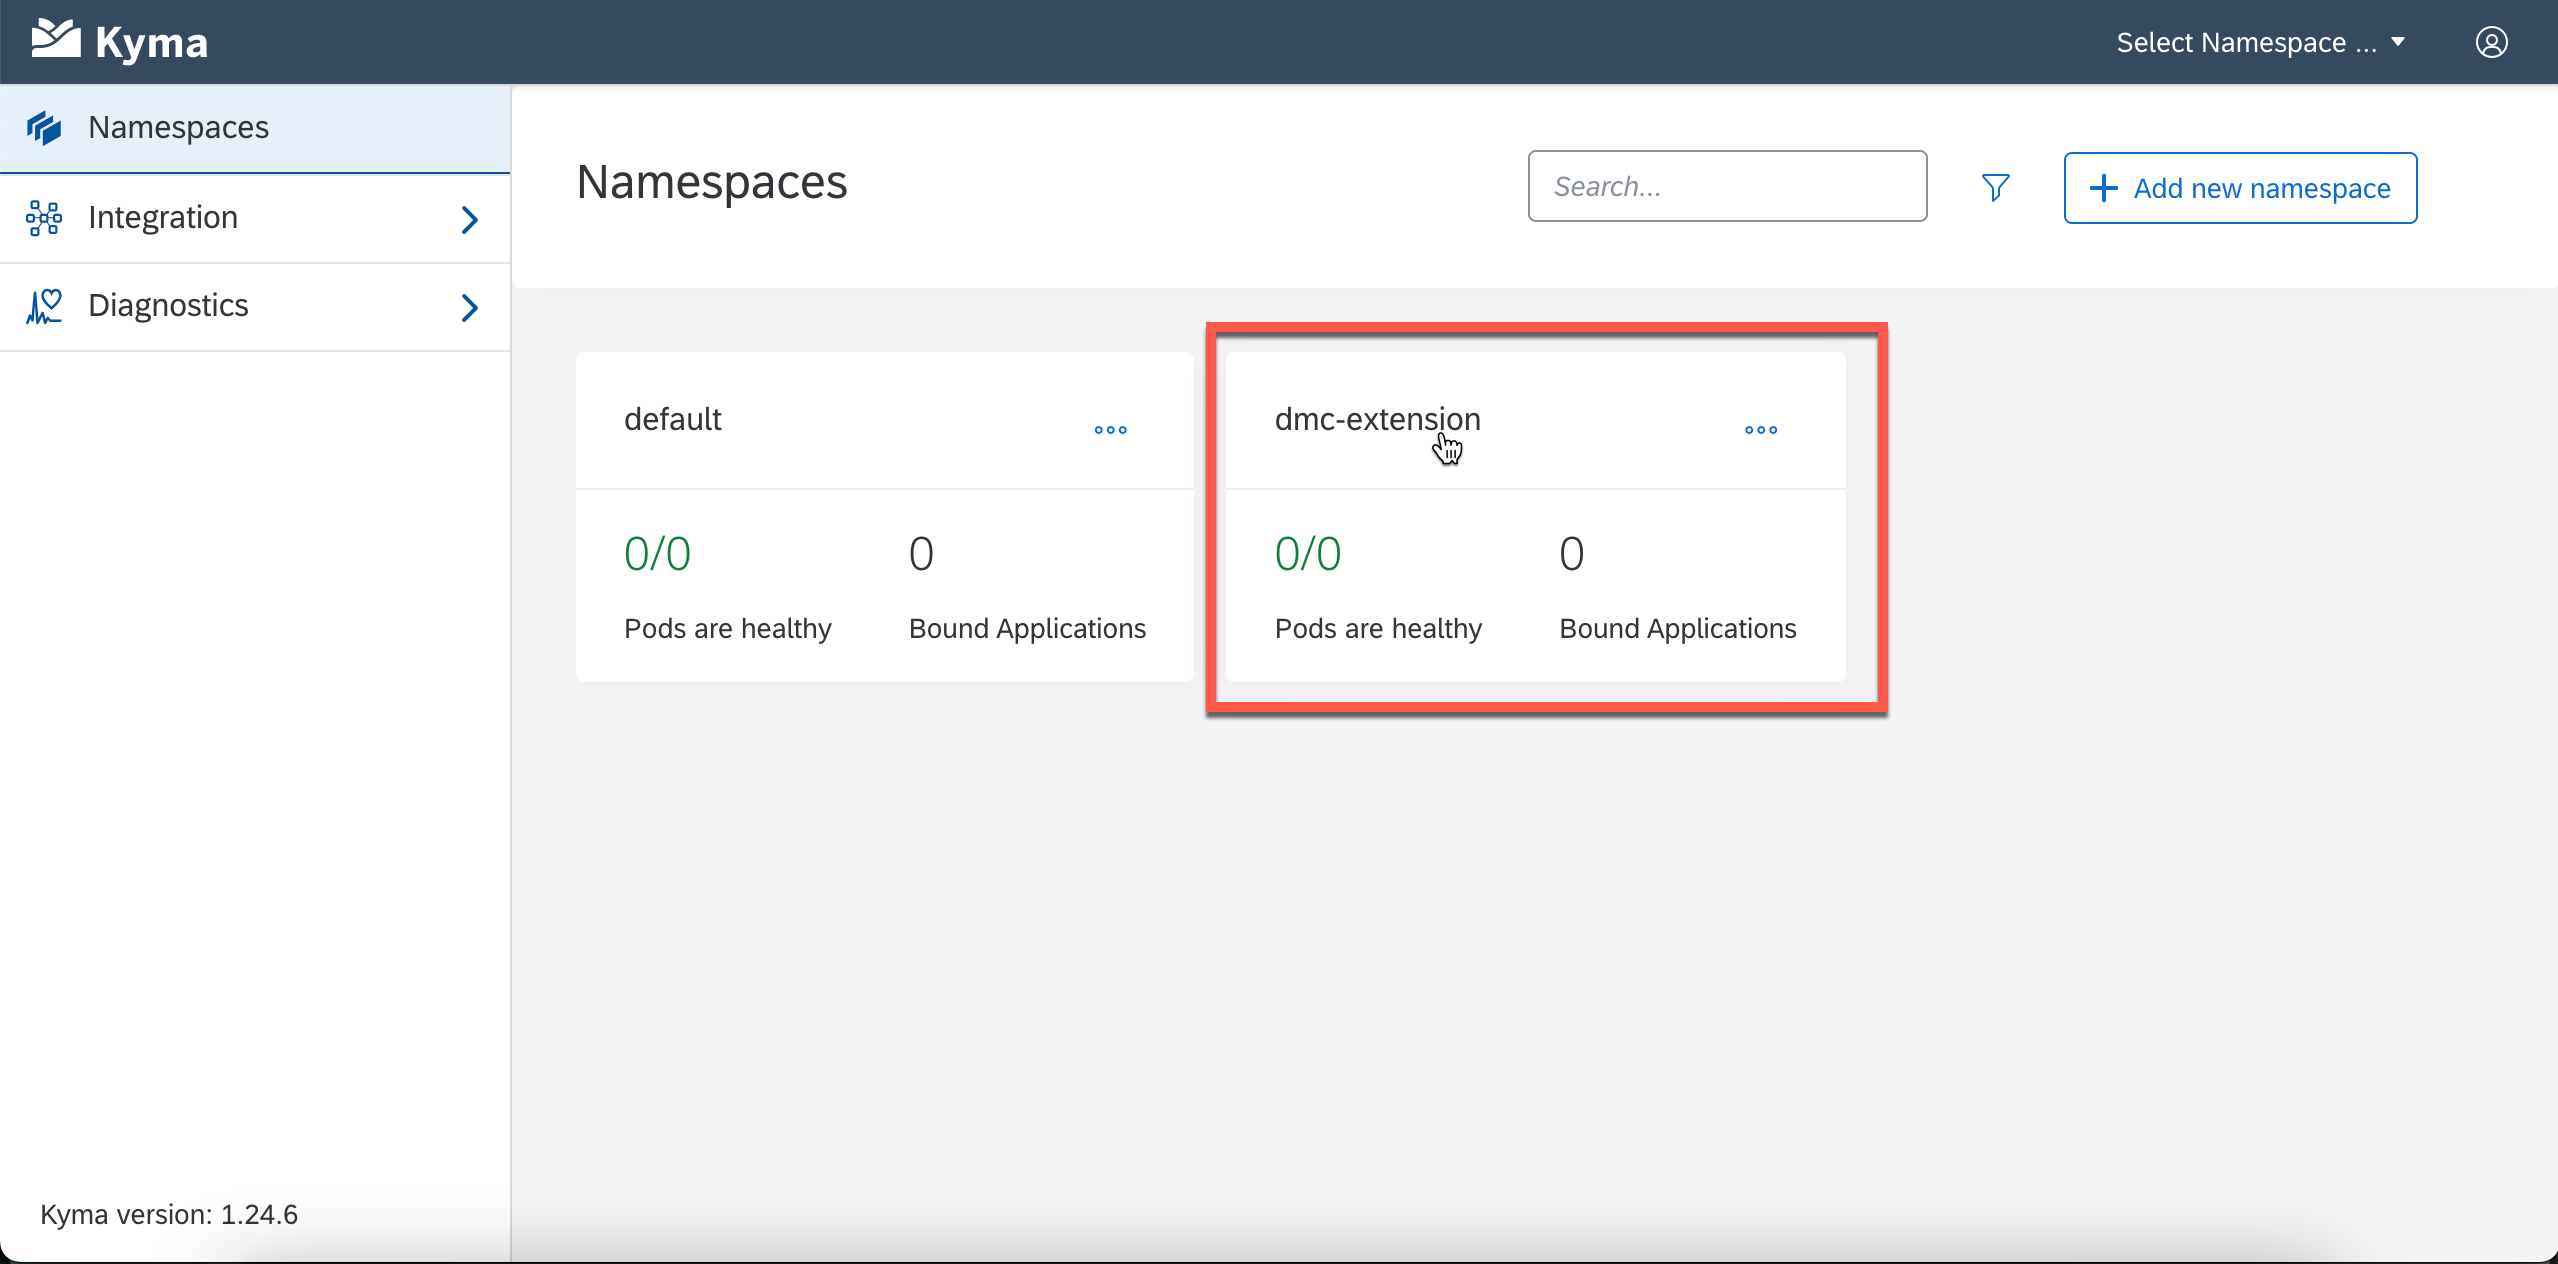 Kyma
Select Namespace ...
Namespaces
Integration
Diagnostics
Namespaces
Search...
Add new namespace
default
0/0
Pods are healthy
0
Bound Applications
dmc-extension
0/0
Pods are healthy
0
Bound Applications
Kyma version: 1.24.6